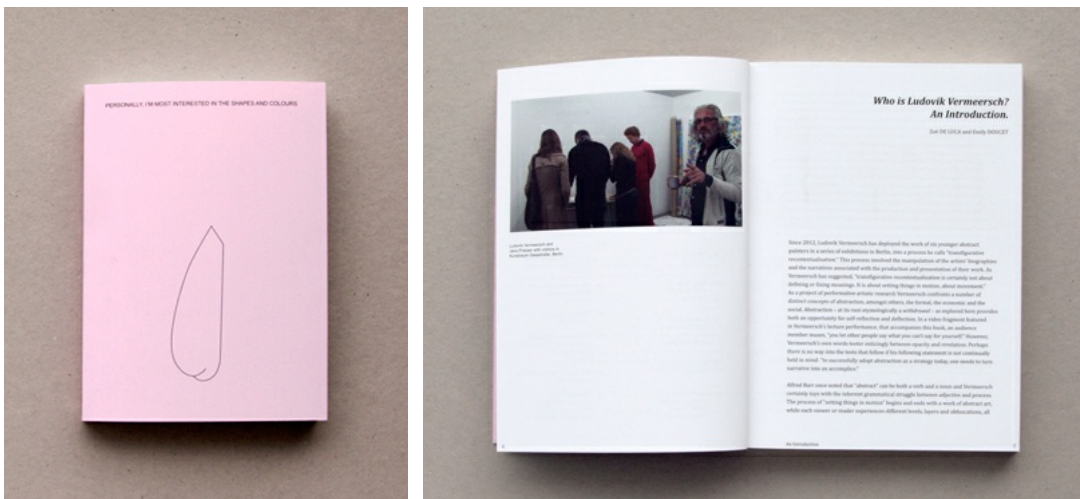 PERSONALLY, I'M MOST INTERESTED IN THE SHAPES AND COLOURS
Ludovik Vermeersch and
visitors in
Berlin
Who is Ludovik Vermeersch?
An Introduction.
Zoë DE LUCA and Emily DOUCET
Since 2012, Ludovik Vermeersch has deployed the work of six younger abstract
painters in a series of exhibitions in Berlin, into a process he calls "transfigurative
recontextualisation." This process involved the manipulation of the artists' biographies
and the narratives associated with the production and presentation of their work. As
Vermeersch has suggested, "transfigurative recontextualisation is certainly not about
defining or fixing meanings. It is about setting things in motion, about movement."
As a project of performative artistic research Vermeersch confronts a number of
distinct concepts of abstraction, amongst others, the formal, the economic and the
social. Abstraction – at its root etymologically a withdrawal – as explored here provides
both an opportunity for self-reflection and deflection. In a video fragment featured
in Vermeersch's lecture performance, that accompanies this book, an audience
member muses, "you let other people say what you can't say for yourself!" However,
Vermeersch's own words teeter enticingly between opacity and revelation. Perhaps
there is no way into the texts that follow if his following statement is not continually
held in mind: "to successfully adopt abstraction as a strategy today, one needs to turn
narrative into an accomplice."
Alfred Barr once noted that "abstract" can be both a verb and a noun and Vermeersch
certainly toys with the inherent grammatical struggle between adjective and process.
The process of "setting things in motion" begins and ends with a work of abstract art,
while each viewer or reader experiences different levels, layers and obfuscations, all
An Introduction